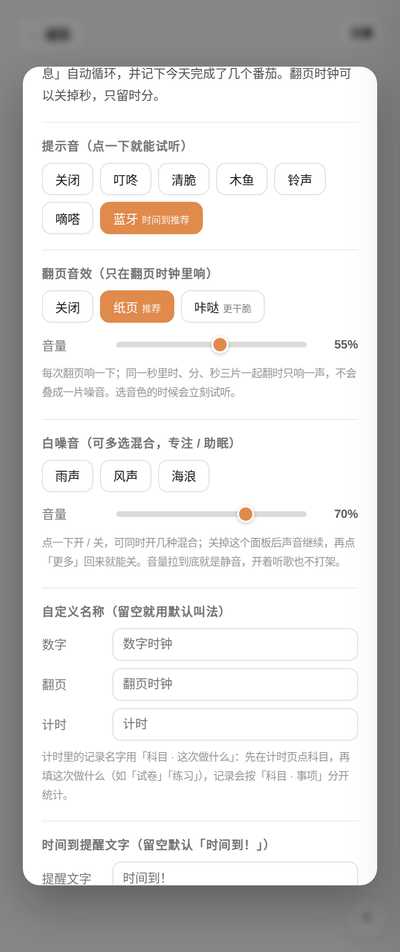 息」自动循环，并记下今天完成了几个番茄。翻页时钟可
以关掉秒，只留时分。
提示音（点一下就能试听）
关闭 叮咚 清脆 木鱼 铃声
嘀嗒 蓝牙 时间到推荐
翻页音效（只在翻页时钟里响）
关闭 纸页 推荐 咔哒 更干脆
音量 55%
每次翻页响一下；同一秒里时、分、秒三片一起翻时只响一声，不会
叠成一片噪音。选音色的时候会立刻试听。
白噪音（可多选混合，专注 / 助眠）
雨声 风声 海浪
音量 70%
点一下开 / 关，可同时开几种混合；关掉这个面板后声音继续，再点
「更多」回来就能关。音量拉到底就是静音，开着听歌也不打架。
自定义名称（留空就用默认叫法）
数字 数字时钟
翻页 翻页时钟
计时 计时
计时里的记录名字用「科目 · 这次做什么」：先在计时页点科目，再
填这次做什么（如「试卷」「练习」），记录会按「科目 · 事项」分开
统计。
时间到提醒文字（留空默认「时间到！」）
提醒文字 时间到！